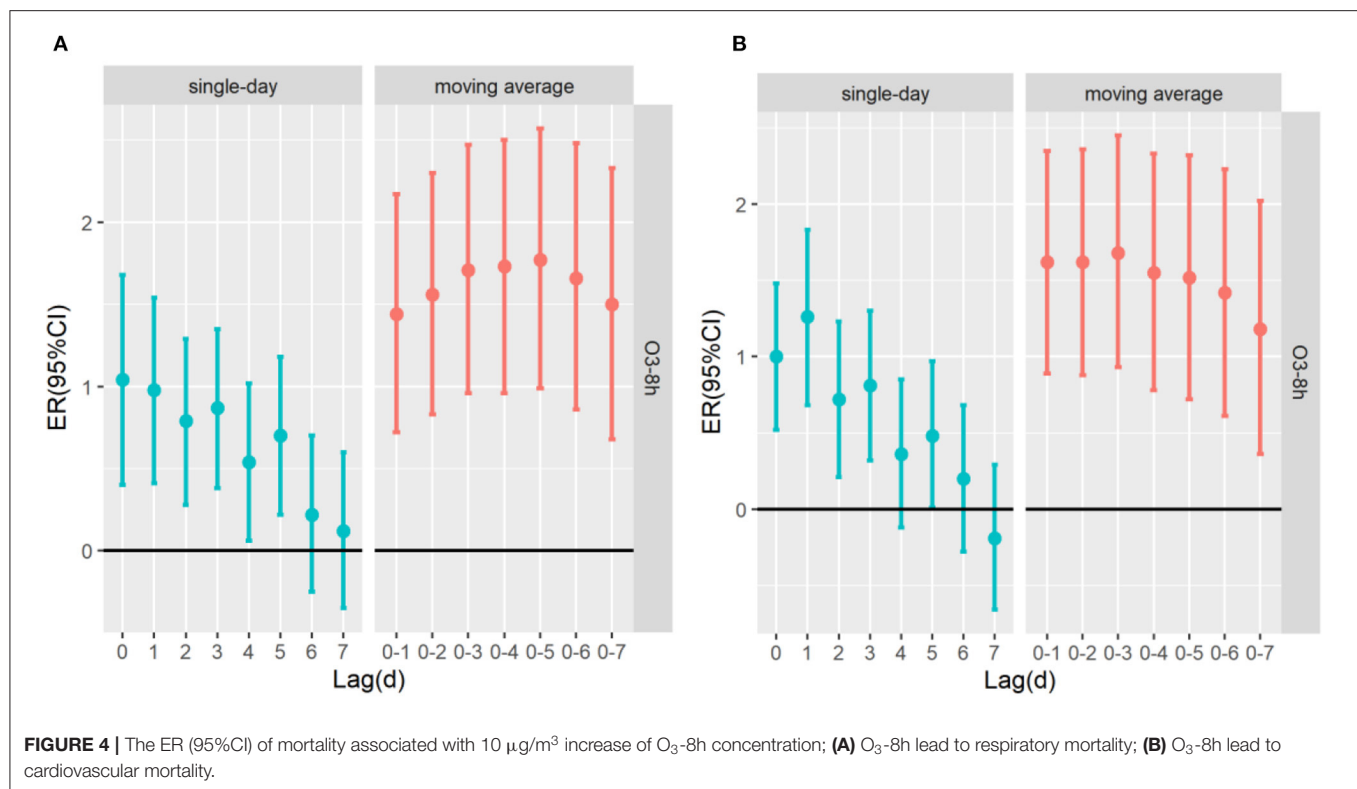 A
single-day moving average
ER(95%CI)
2
1
0
O3-8h
0 1 2 3 4 5 6 7 0-1 0-2 0-3 0-4 0-5 0-6 0-7
Lag(d)
B
single-day moving average
ER(95%CI)
2
1
0
O3-8h
0 1 2 3 4 5 6 7 0-1 0-2 0-3 0-4 0-5 0-6 0-7
Lag(d)
FIGURE 4 | The ER (95%CI) of mortality associated with 10 μg/m³ increase of O₃-8h concentration; (A) O₃-8h lead to respiratory mortality; (B) O₃-8h lead to
cardiovascular mortality.